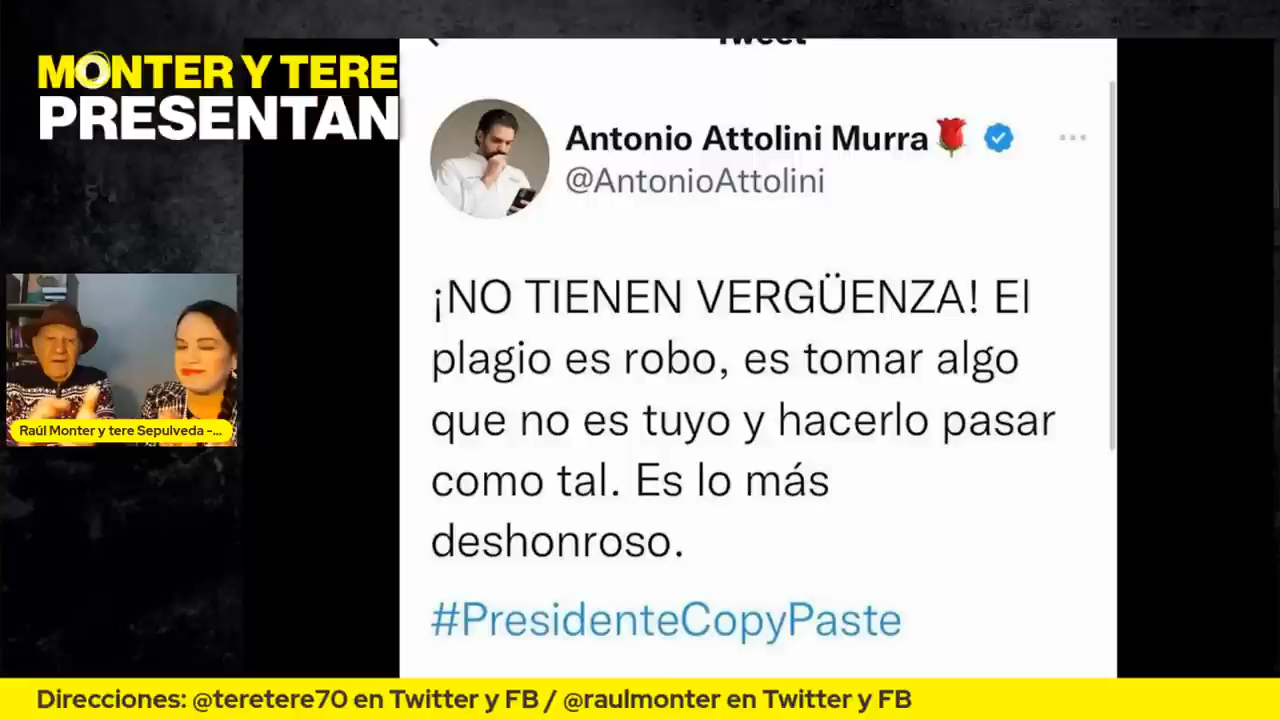 MONTER Y TERE
PRESENTAN
Tweet
Antonio Attolini Murra
@AntonioAttolini
¡NO TIENEN VERGÜENZA! El
plagio es robo, es tomar algo
que no es tuyo y hacerlo pasar
como tal. Es lo más
deshonroso.
#PresidenteCopyPaste
Raúl Monter y tere Sepulveda -...
Direcciones: @teretere70 en Twitter y FB / @raulmonter en Twitter y FB